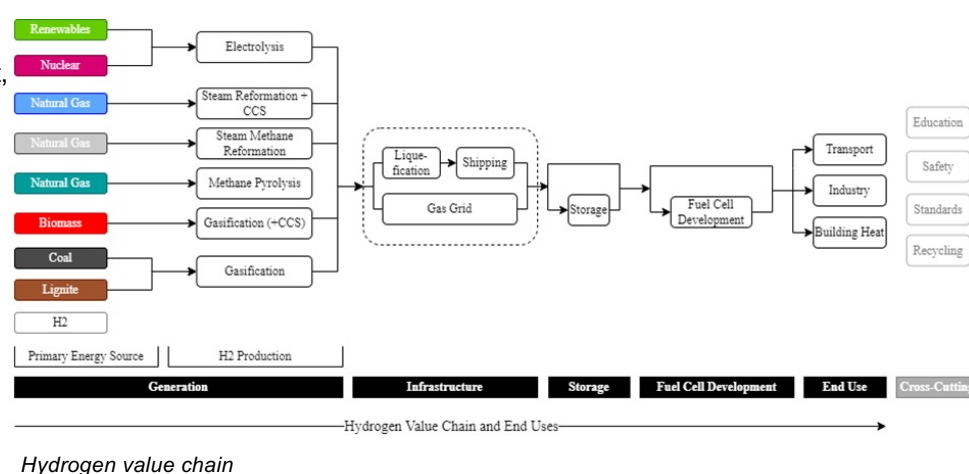 Renewables
Nuclear
Natural Gas
Natural Gas
Natural Gas
Biomass
Coal
Lignite
H2
Electrolysis
Steam Reformation +
CCS
Steam Methane
Reformation
Methane Pyrolysis
Gasification (+CCS)
Gasification
Lique-
fication
Shipping
Gas Grid
Storage
Fuel Cell
Development
Transport
Industry
Building Heat
Education
Safety
Standards
Recycling
Primary Energy Source
H2 Production
Generation
Infrastructure
Storage
Fuel Cell Development
End Use
Cross-Cutting
Hydrogen Value Chain and End Uses
Hydrogen value chain